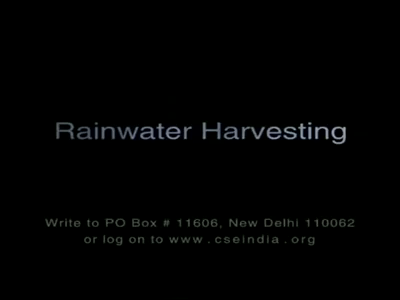 Rainwater Harvesting
Write to PO Box # 11606, New Delhi 110062
or log on to www.cseindia.org